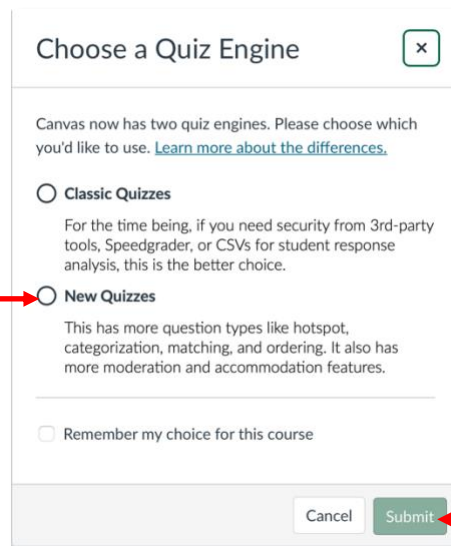 Choose a Quiz Engine
Canvas now has two quiz engines. Please choose which
you'd like to use. Learn more about the differences.
Classic Quizzes
For the time being, if you need security from 3rd-party
tools, Speedgrader, or CSVs for student response
analysis, this is the better choice.
New Quizzes
This has more question types like hotspot,
categorization, matching, and ordering. It also has
more moderation and accommodation features.
Remember my choice for this course
Cancel
Submit